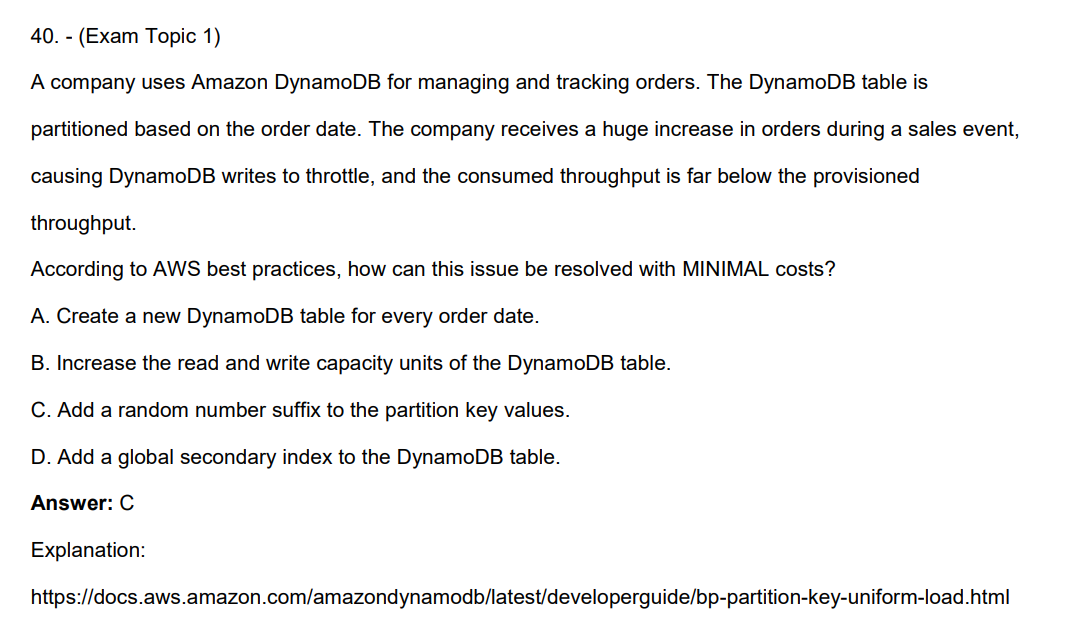 40. - (Exam Topic 1)
A company uses Amazon DynamoDB for managing and tracking orders. The DynamoDB table is
partitioned based on the order date. The company receives a huge increase in orders during a sales event,
causing DynamoDB writes to throttle, and the consumed throughput is far below the provisioned
throughput.
According to AWS best practices, how can this issue be resolved with MINIMAL costs?
A. Create a new DynamoDB table for every order date.
B. Increase the read and write capacity units of the DynamoDB table.
C. Add a random number suffix to the partition key values.
D. Add a global secondary index to the DynamoDB table.
Answer: C
Explanation:
https://docs.aws.amazon.com/amazondynamodb/latest/developerguide/bp-partition-key-uniform-load.html